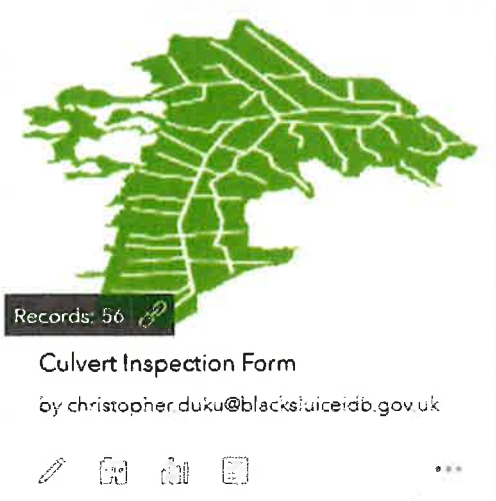 Records: 56
Culvert Inspection Form
by christopher.duku@blacksluiceidb.gov.uk